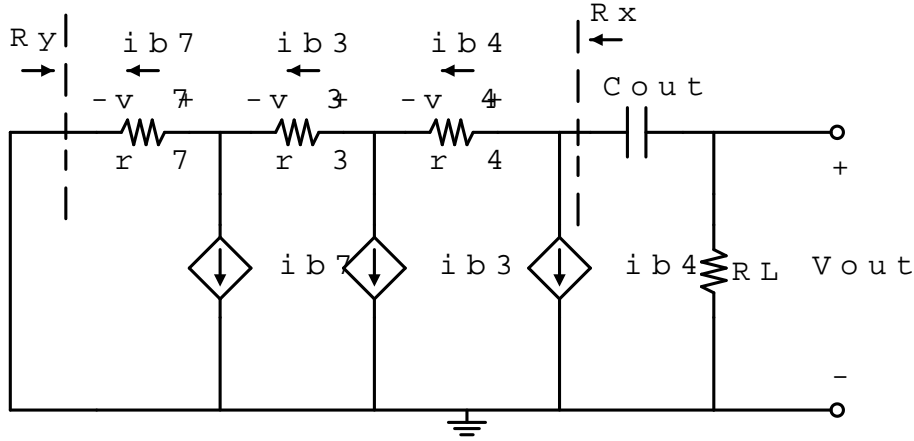 Ry ib7 ib3 ib4 Rx
-v 7+ -v 3+ -v 4+ Cout
r 7 r 3 r 4 +
ib7 ib3 ib4 RL Vout
-